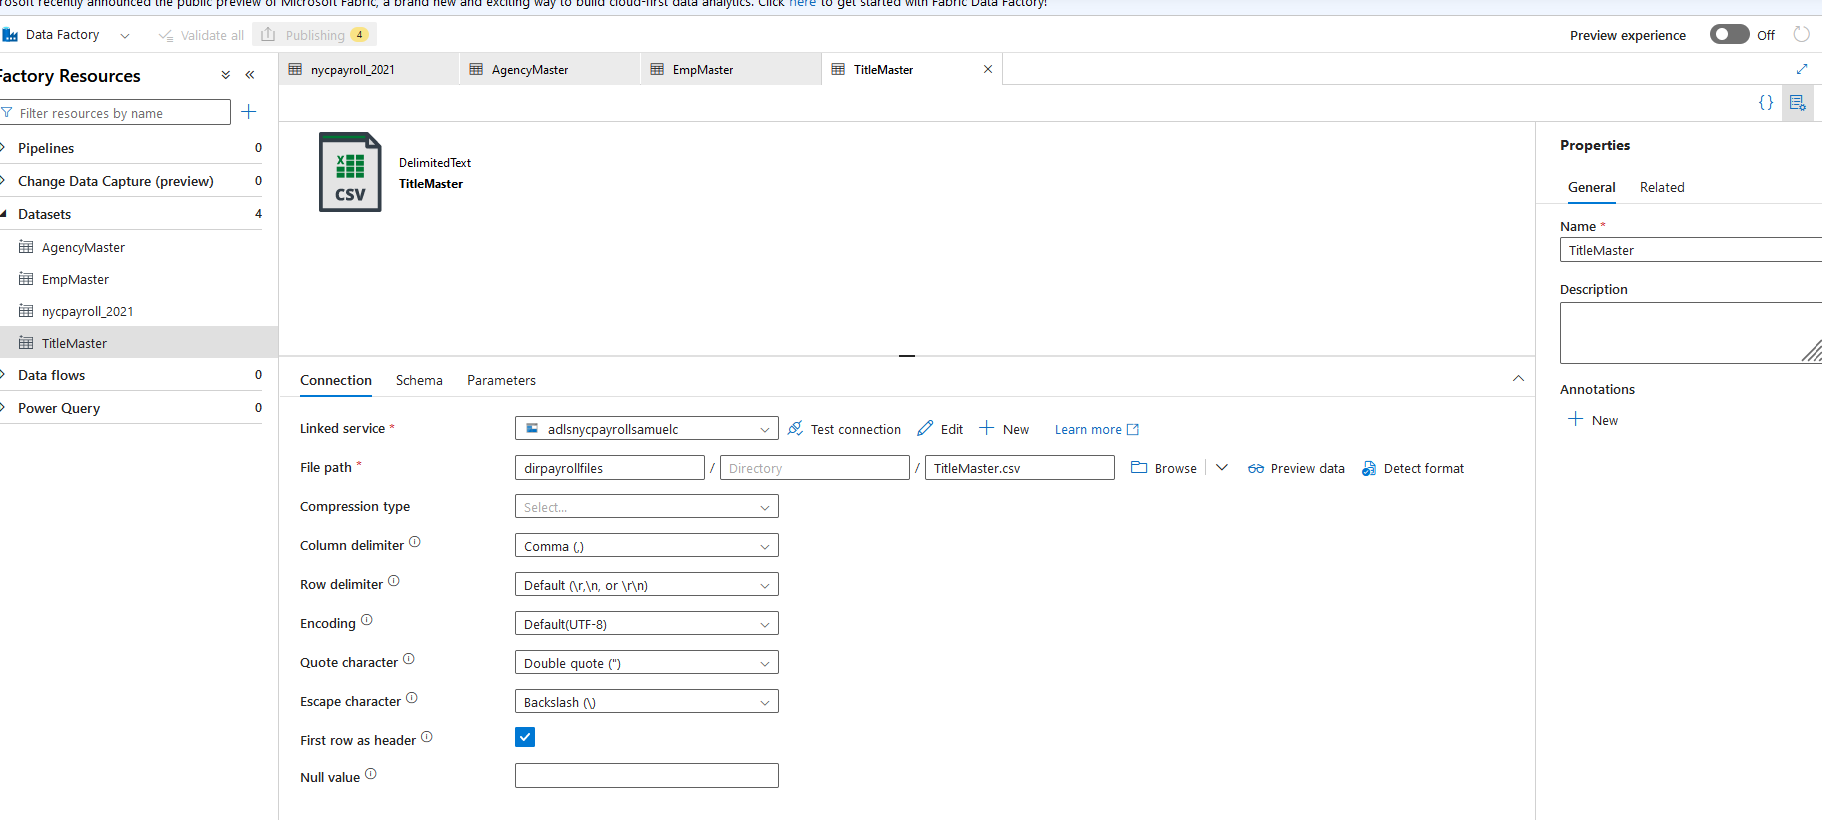 rosoft recently announced the public preview of Microsoft Fabric, a brand new and exciting way to build cloud-first data analytics. Click here to get started with Fabric Data Factory!
Data Factory
Validate all
Publishing 4
Preview experience
Off
Factory Resources
nycpayroll_2021
AgencyMaster
EmpMaster
TitleMaster
Filter resources by name
Pipelines 0
Change Data Capture (preview) 0
Datasets 4
AgencyMaster
EmpMaster
nycpayroll_2021
TitleMaster
Data flows 0
Power Query 0
CSV
DelimitedText
TitleMaster
Connection
Schema
Parameters
Linked service *
adlsnycpayrollsamuelc
Test connection
Edit
New
Learn more
File path *
dirpayrollfiles / Directory / TitleMaster.csv
Browse
Preview data
Detect format
Compression type
Select...
Column delimiter
Comma (,)
Row delimiter
Default (\r,\n, or \r\n)
Encoding
Default(UTF-8)
Quote character
Double quote (")
Escape character
Backslash (\)
First row as header
Null value
{}
Properties
General
Related
Name *
TitleMaster
Description
Annotations
New